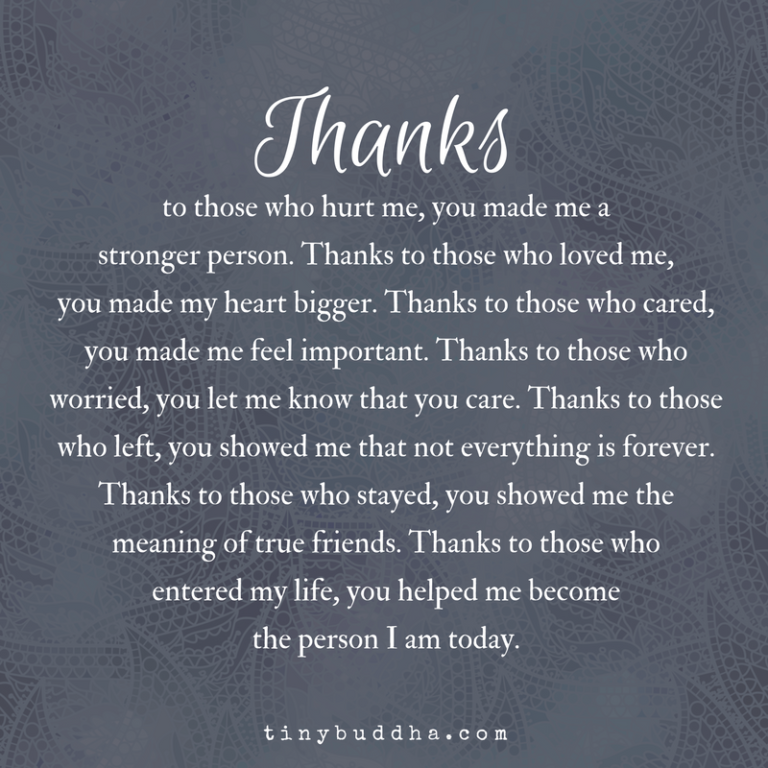 Thanks
to those who hurt me, you made me a
stronger person. Thanks to those who loved me,
you made my heart bigger. Thanks to those who cared,
you made me feel important. Thanks to those who
worried, you let me know that you care. Thanks to those
who left, you showed me that not everything is forever.
Thanks to those who stayed, you showed me the
meaning of true friends. Thanks to those who
entered my life, you helped me become
the person I am today.
tinybuddha.com